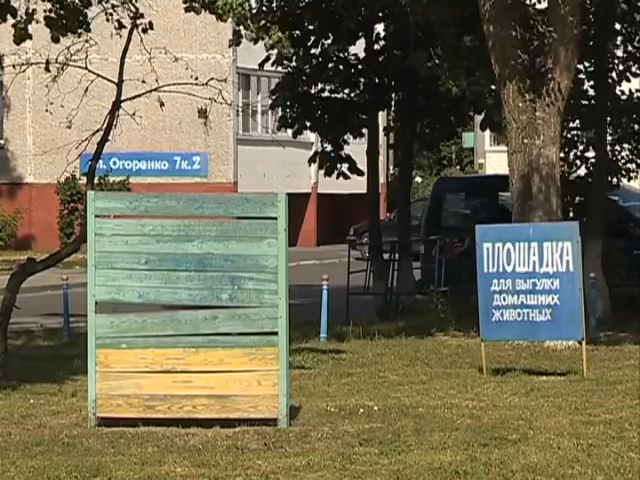 ул. Огоренко 7к.2
ПЛОЩАДКА
ДЛЯ ВЫГУЛКИ
ДОМАШНИХ
ЖИВОТНЫХ